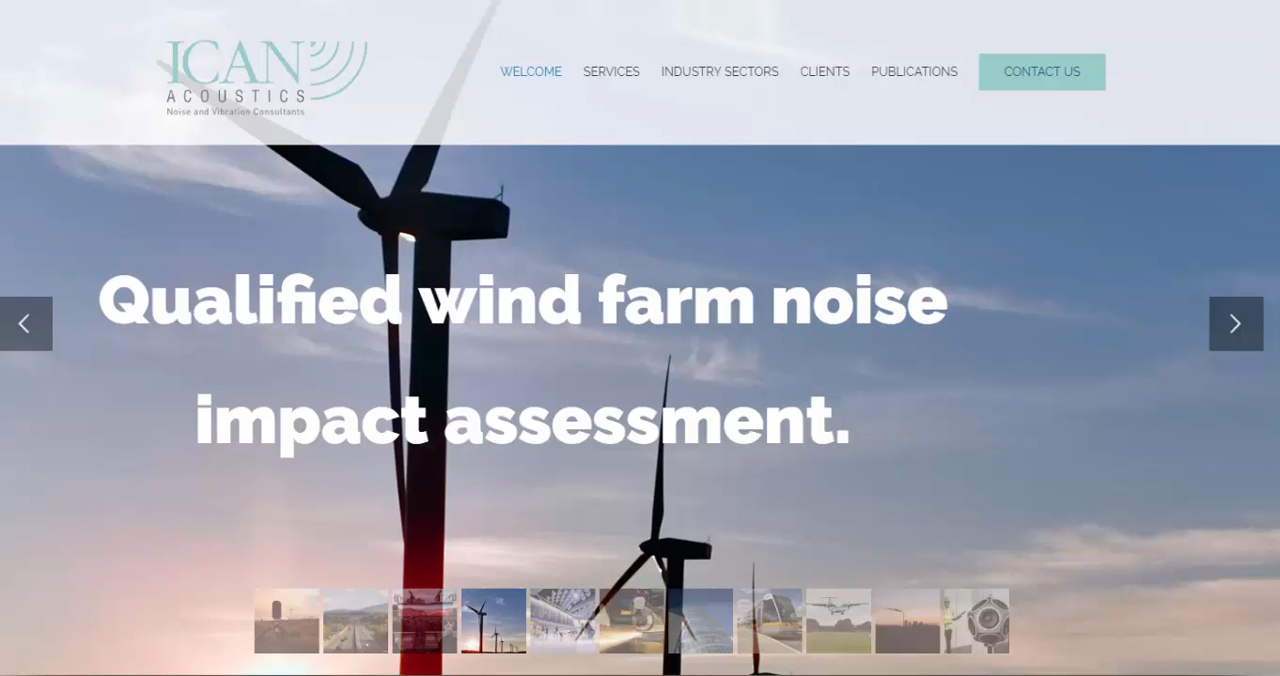 ICAN
ACOUSTICS
Noise and Vibration Consultants
WELCOME SERVICES INDUSTRY SECTORS CLIENTS PUBLICATIONS CONTACT US
Qualified wind farm noise
impact assessment.